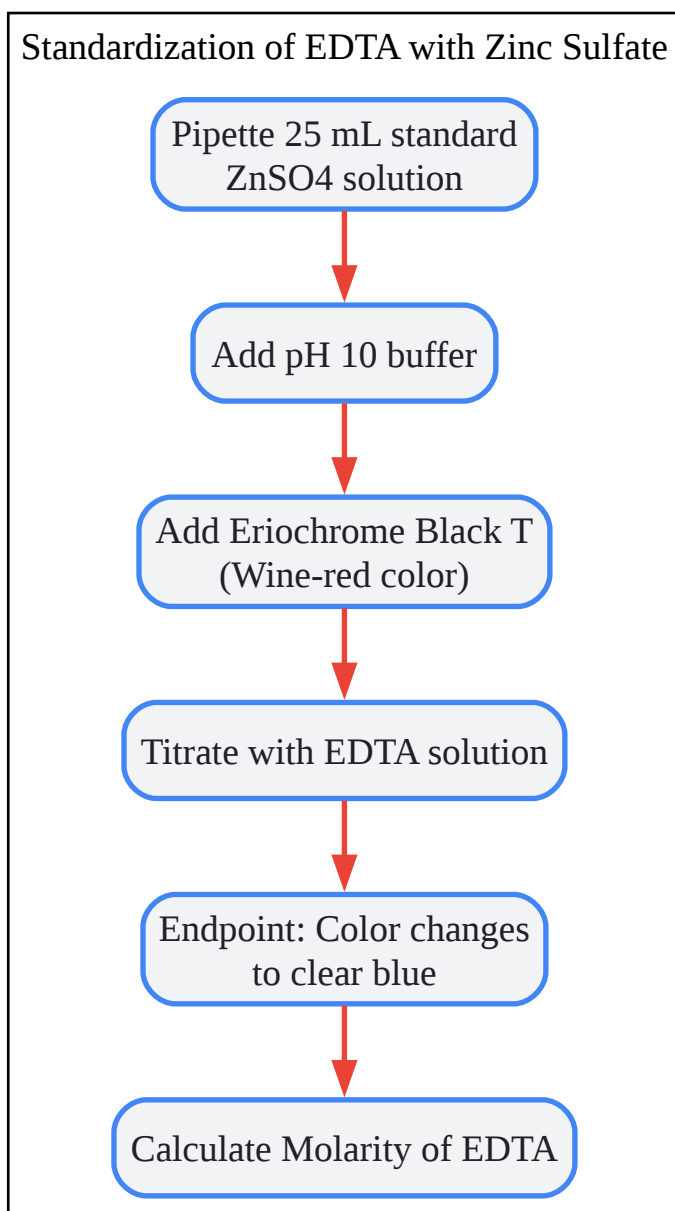 Standardization of EDTA with Zinc Sulfate
Pipette 25 mL standard
ZnSO4 solution
Add pH 10 buffer
Add Eriochrome Black T
(Wine-red color)
Titrate with EDTA solution
Endpoint: Color changes
to clear blue
Calculate Molarity of EDTA